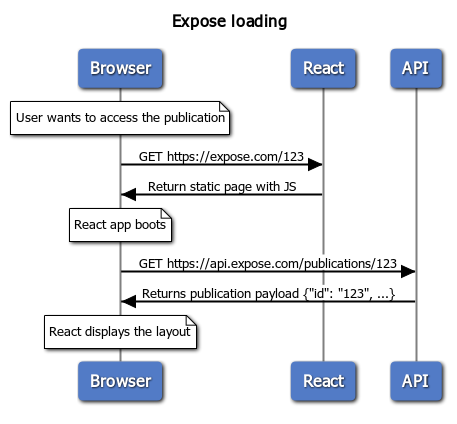 Expose loading
Browser React API
User wants to access the publication
GET https://expose.com/123
Return static page with JS
React app boots
GET https://api.expose.com/publications/123
Returns publication payload {"id": "123", ...}
React displays the layout
Browser React API